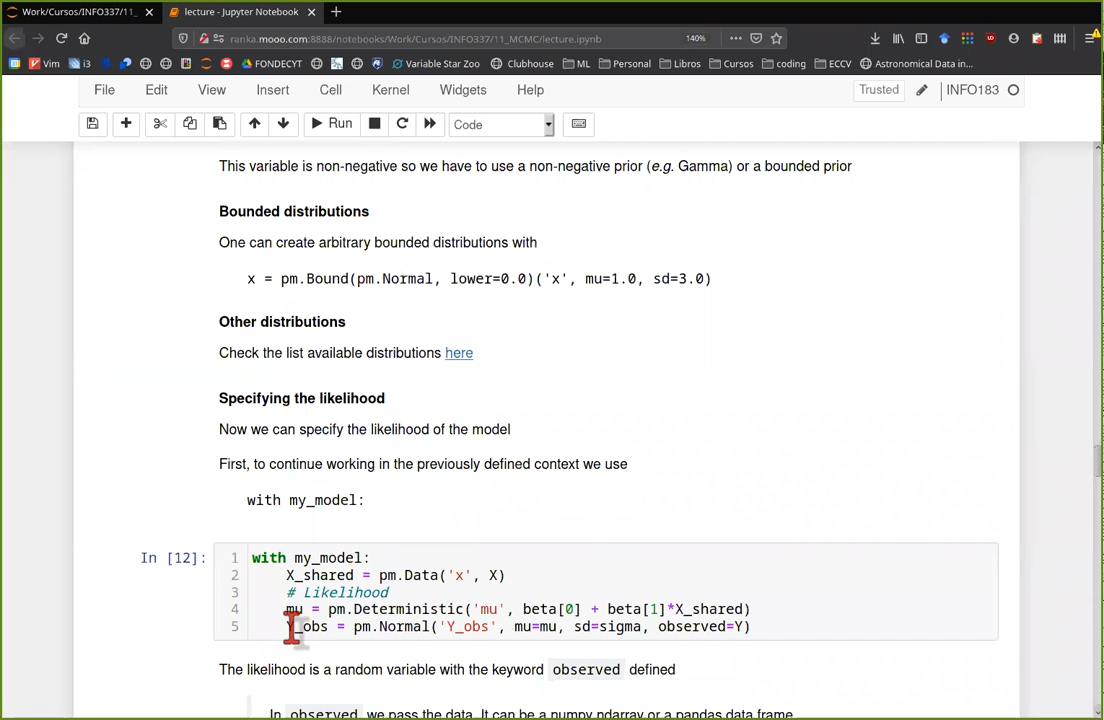 Work/Cursos/INFO337/11_
lecture - Jupyter Notebook
ranka.mooo.com:8888/notebooks/Work/Cursos/INFO337/11_MCMC/lecture.ipynb
140%
Vim
i3
FONDECYT
Variable Star Zoo
Clubhouse
ML
Personal
Libros
Cursos
coding
ECCV
Astronomical Data in...
File
Edit
View
Insert
Cell
Kernel
Widgets
Help
Trusted
INFO183
Run
Code
This variable is non-negative so we have to use a non-negative prior (e.g. Gamma) or a bounded prior
Bounded distributions
One can create arbitrary bounded distributions with
x = pm.Bound(pm.Normal, lower=0.0)('x', mu=1.0, sd=3.0)
Other distributions
Check the list available distributions here
Specifying the likelihood
Now we can specify the likelihood of the model
First, to continue working in the previously defined context we use
with my_model:
In [12]:
1 with my_model:
2 X_shared = pm.Data('x', X)
3 # Likelihood
4 mu = pm.Deterministic('mu', beta[0] + beta[1]*X_shared)
5 Y_obs = pm.Normal('Y_obs', mu=mu, sd=sigma, observed=Y)
The likelihood is a random variable with the keyword observed defined
In observed we pass the data. It can be a numpy ndarray or a pandas data frame